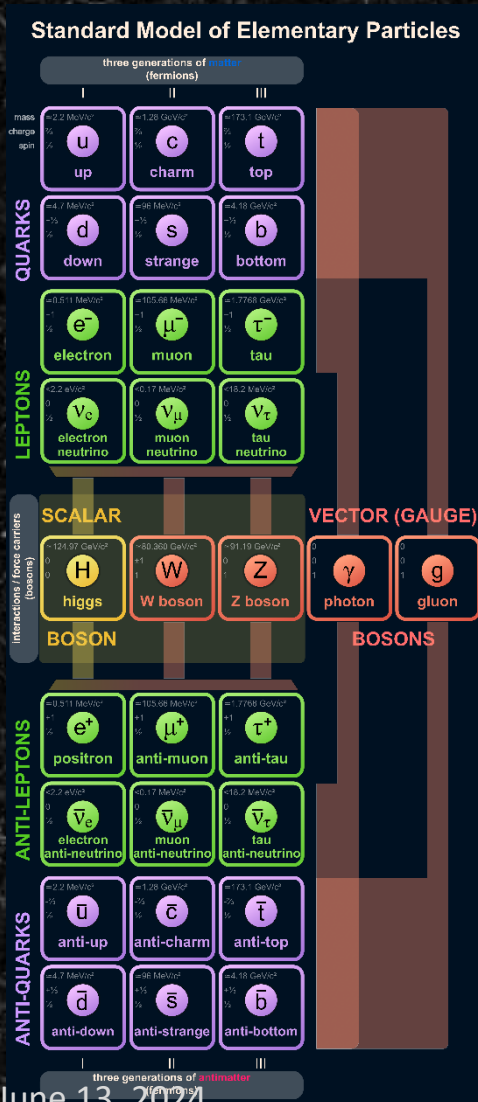 Standard Model of Elementary Particles
three generations of matter
(fermions)
I II III
mass ≃2.2 MeV/c² ≃1.28 GeV/c² ≃173.1 GeV/c²
charge ⅔ ⅔ ⅔
spin ½ ½ ½
u c t
up charm top
≃4.7 MeV/c² ≃96 MeV/c² ≃4.18 GeV/c²
−⅓ −⅓ −⅓
½ ½ ½
d s b
down strange bottom
QUARKS
≃0.511 MeV/c² ≃105.66 MeV/c² ≃1.7768 GeV/c²
−1 −1 −1
½ ½ ½
e⁻ μ⁻ τ⁻
electron muon tau
<2.2 eV/c² <0.17 MeV/c² <18.2 MeV/c²
0 0 0
½ ½ ½
νe νμ ντ
electron muon tau
neutrino neutrino neutrino
LEPTONS
Interactions / force carriers
(bosons)
SCALAR VECTOR (GAUGE)
≃124.97 GeV/c² ≃80.360 GeV/c² ≃91.19 GeV/c² 0 0
0 +1 0 0 0
0 1 1 1 1
H W Z γ g
higgs W boson Z boson photon gluon
BOSON BOSONS
≃0.511 MeV/c² ≃105.66 MeV/c² ≃1.7768 GeV/c²
+1 +1 +1
½ ½ ½
e⁺ μ⁺ τ⁺
positron anti-muon anti-tau
<2.2 eV/c² <0.17 MeV/c² <18.2 MeV/c²
0 0 0
½ ½ ½
ν̄e ν̄μ ν̄τ
electron muon tau
anti-neutrino anti-neutrino anti-neutrino
ANTI-LEPTONS
≃2.2 MeV/c² ≃1.28 GeV/c² ≃173.1 GeV/c²
−⅔ −⅔ −⅔
½ ½ ½
ū c̄ t̄
anti-up anti-charm anti-top
≃4.7 MeV/c² ≃96 MeV/c² ≃4.18 GeV/c²
+⅓ +⅓ +⅓
½ ½ ½
d̄ s̄ b̄
anti-down anti-strange anti-bottom
ANTI-QUARKS
I II III
three generations of antimatter
(fermions)
June 13, 2024